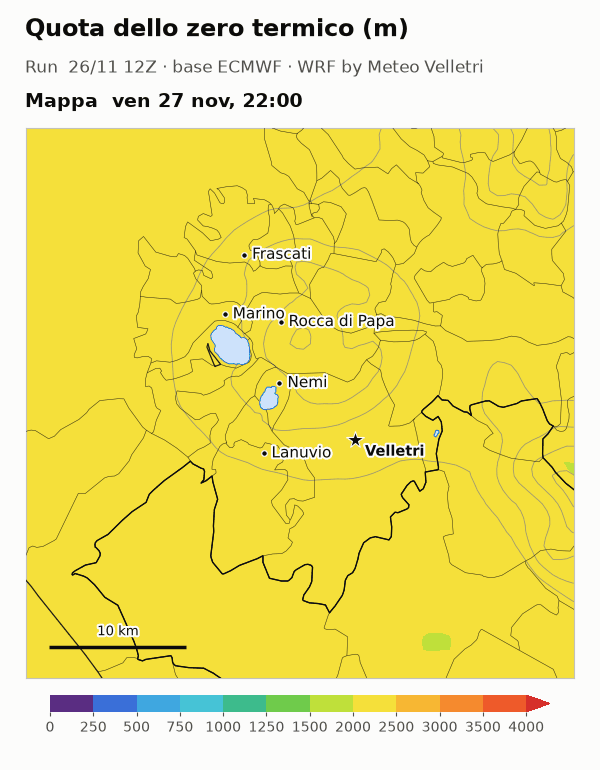 Quota dello zero termico (m)
Run  26/11 12Z · base ECMWF · WRF by Meteo Velletri
Mappa  ven 27 nov, 22:00
Frascati
Marino
Rocca di Papa
Nemi
Velletri
Lanuvio
10 km
0 250 500 750 1000 1250 1500 2000 2500 3000 3500 4000